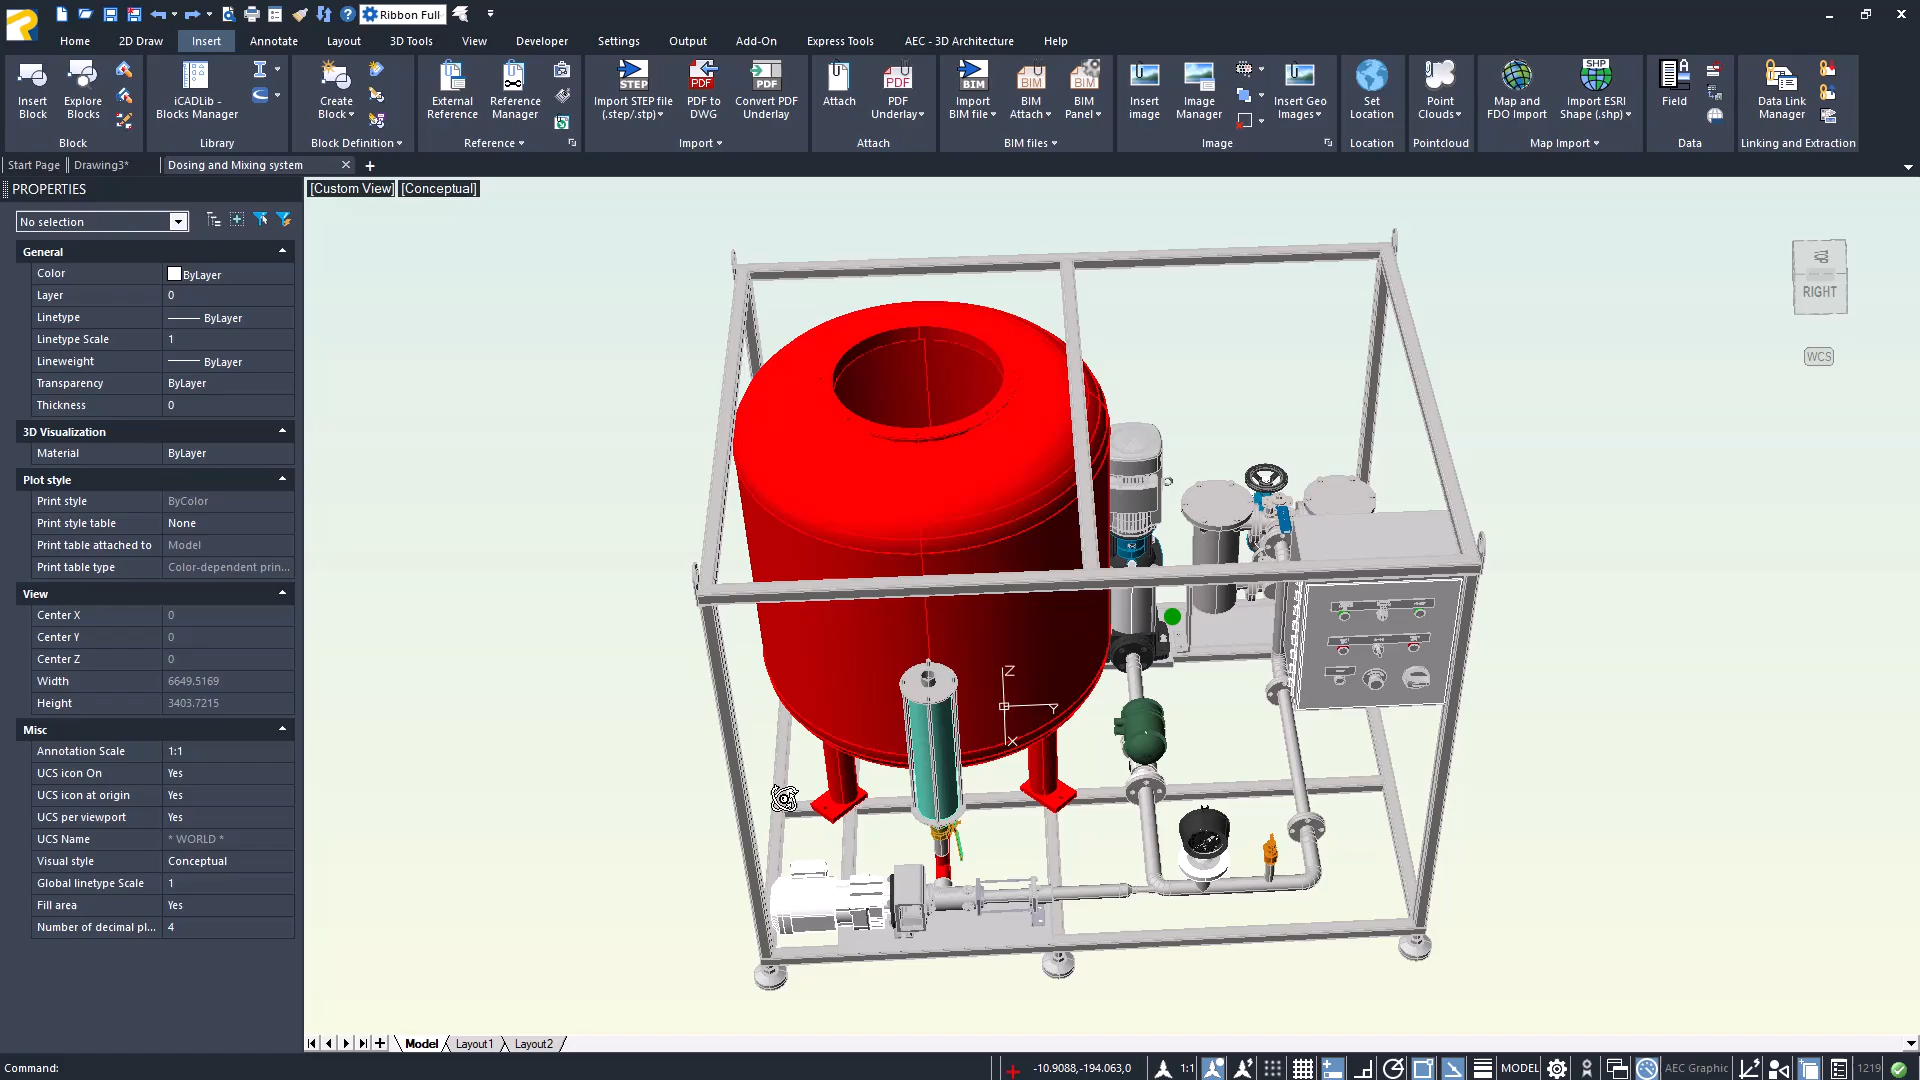 Ribbon Full
Home 2D Draw Insert Annotate Layout 3D Tools View Developer Settings Output Add-On Express Tools AEC - 3D Architecture Help
Insert Block
Explore Blocks
Block
iCADLib - Blocks Manager
Library
Create Block
Block Definition
External Reference
Reference Manager
Reference
STEP
Import STEP file (.step/.stp)
PDF
PDF to DWG
PDF
Convert PDF Underlay
Import
Attach
PDF
PDF Underlay
Attach
BIM
Import BIM file
BIM
BIM Attach
BIM
BIM Panel
BIM files
Insert image
Image Manager
Insert Geo Images
Image
Set Location
Location
Point Clouds
Pointcloud
Map and FDO Import
SHP
Import ESRI Shape (.shp)
Map Import
Field
Data
Data Link Manager
Linking and Extraction
Start Page Drawing3* Dosing and Mixing system
PROPERTIES
No selection
General
Color ByLayer
Layer 0
Linetype ByLayer
Linetype Scale 1
Lineweight ByLayer
Transparency ByLayer
Thickness 0
3D Visualization
Material ByLayer
Plot style
Print style ByColor
Print style table None
Print table attached to Model
Print table type Color-dependent prin...
View
Center X 0
Center Y 0
Center Z 0
Width 6649.5169
Height 3403.7215
Misc
Annotation Scale 1:1
UCS icon On Yes
UCS icon at origin Yes
UCS per viewport Yes
UCS Name * WORLD *
Visual style Conceptual
Global linetype Scale 1
Fill area Yes
Number of decimal pl... 4
[Custom View] [Conceptual]
TOP
RIGHT
WCS
Z
Y
X
Model Layout1 Layout2
Command:
-10.9088,-194.063,0
1:1
MODEL
AEC Graphic
1219